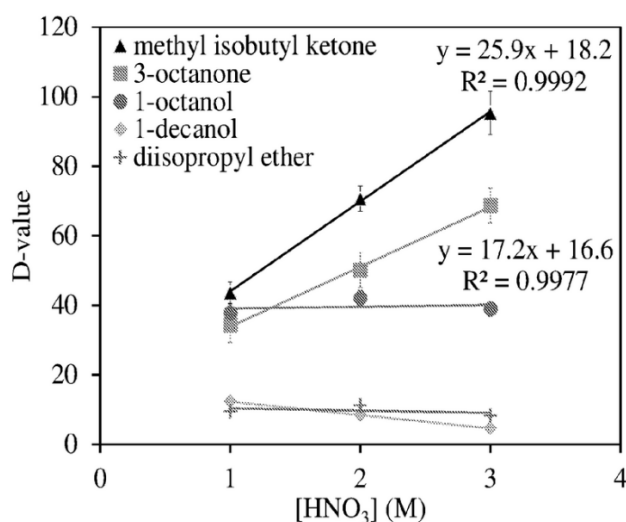 120
100
80
60
40
20
0
D-value
methyl isobutyl ketone
3-octanone
1-octanol
1-decanol
diisopropyl ether
y = 25.9x + 18.2
R² = 0.9992
y = 17.2x + 16.6
R² = 0.9977
0 1 2 3 4
[HNO₃] (M)